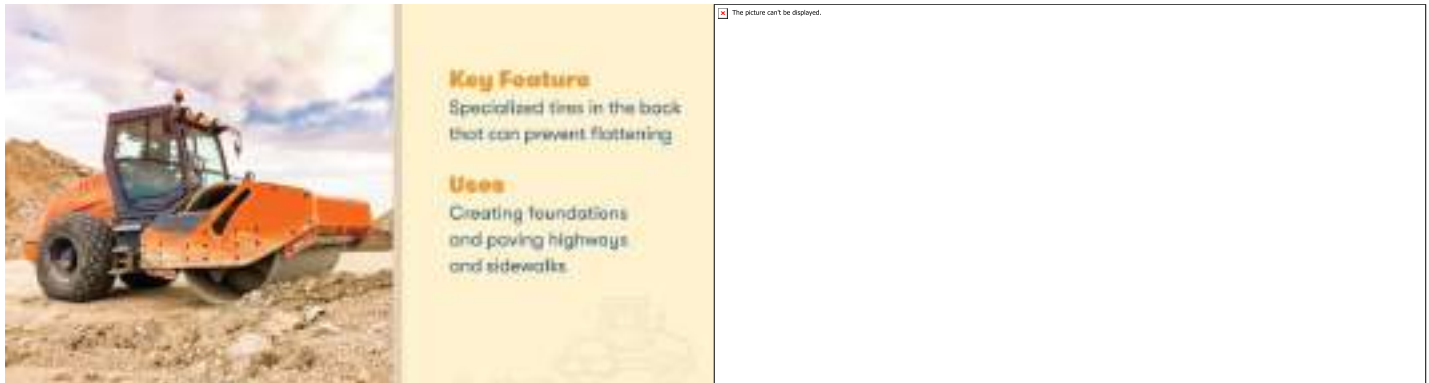 Key Feature
Specialized tires in the back
that can prevent flattening
Uses
Creating foundations
and paving highways
and sidewalks
The picture can't be displayed.